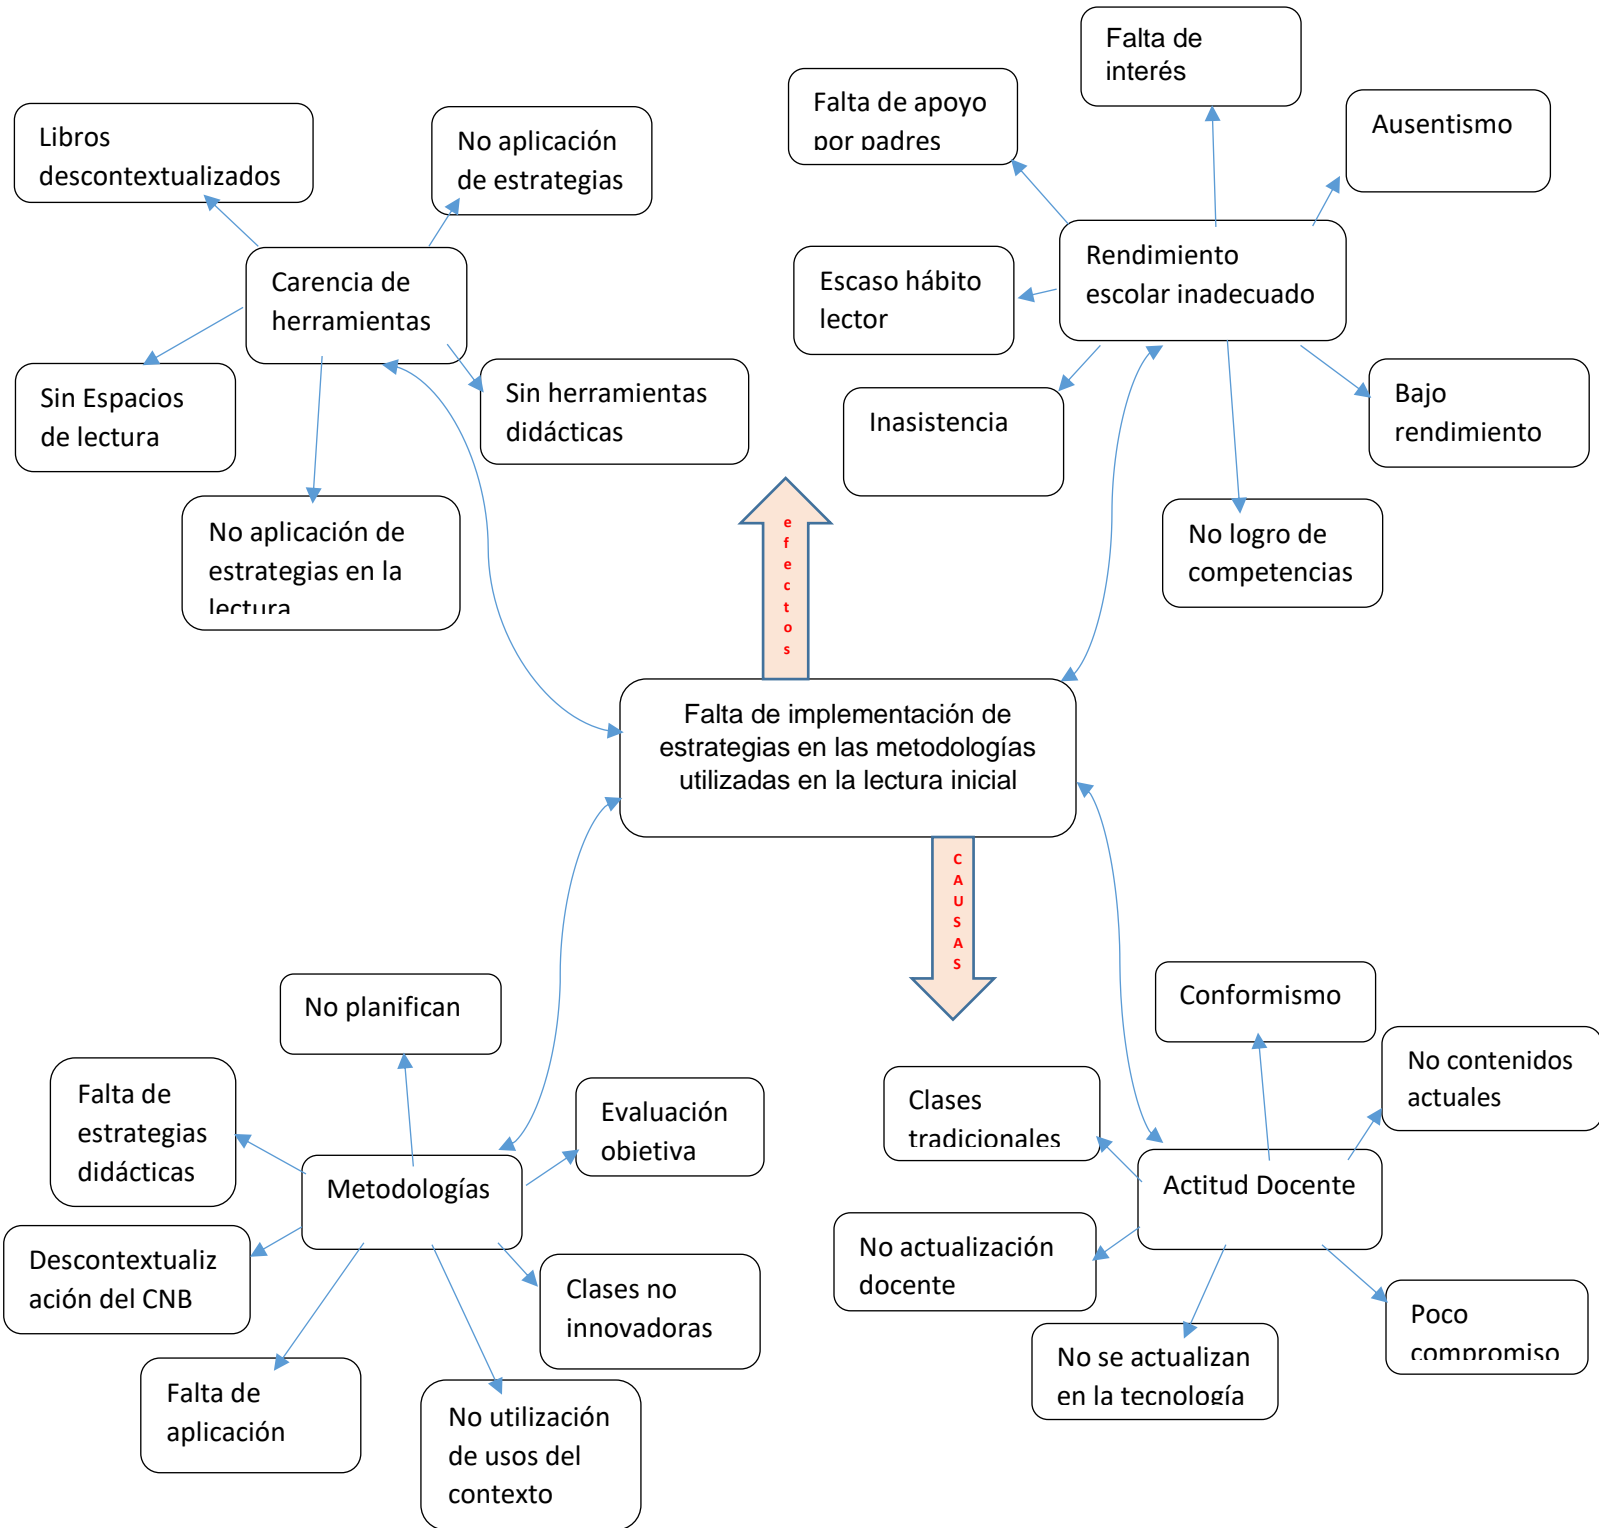 Falta de
interés
Falta de apoyo
por padres
Ausentismo
Libros
descontextualizados
No aplicación
de estrategias
Rendimiento
escolar inadecuado
Carencia de
herramientas
Escaso hábito
lector
Sin Espacios
de lectura
Sin herramientas
didácticas
Inasistencia
Bajo
rendimiento
No aplicación de
estrategias en la
lectura
No logro de
competencias
efectos
Falta de implementación de
estrategias en las metodologías
utilizadas en la lectura inicial
CAUSAS
No planifican
Conformismo
No contenidos
actuales
Falta de
estrategias
didácticas
Evaluación
objetiva
Clases
tradicionales
Metodologías
Actitud Docente
Descontextualiz
ación del CNB
No actualización
docente
Clases no
innovadoras
Poco
compromiso
Falta de
aplicación
No utilización
de usos del
contexto
No se actualizan
en la tecnología